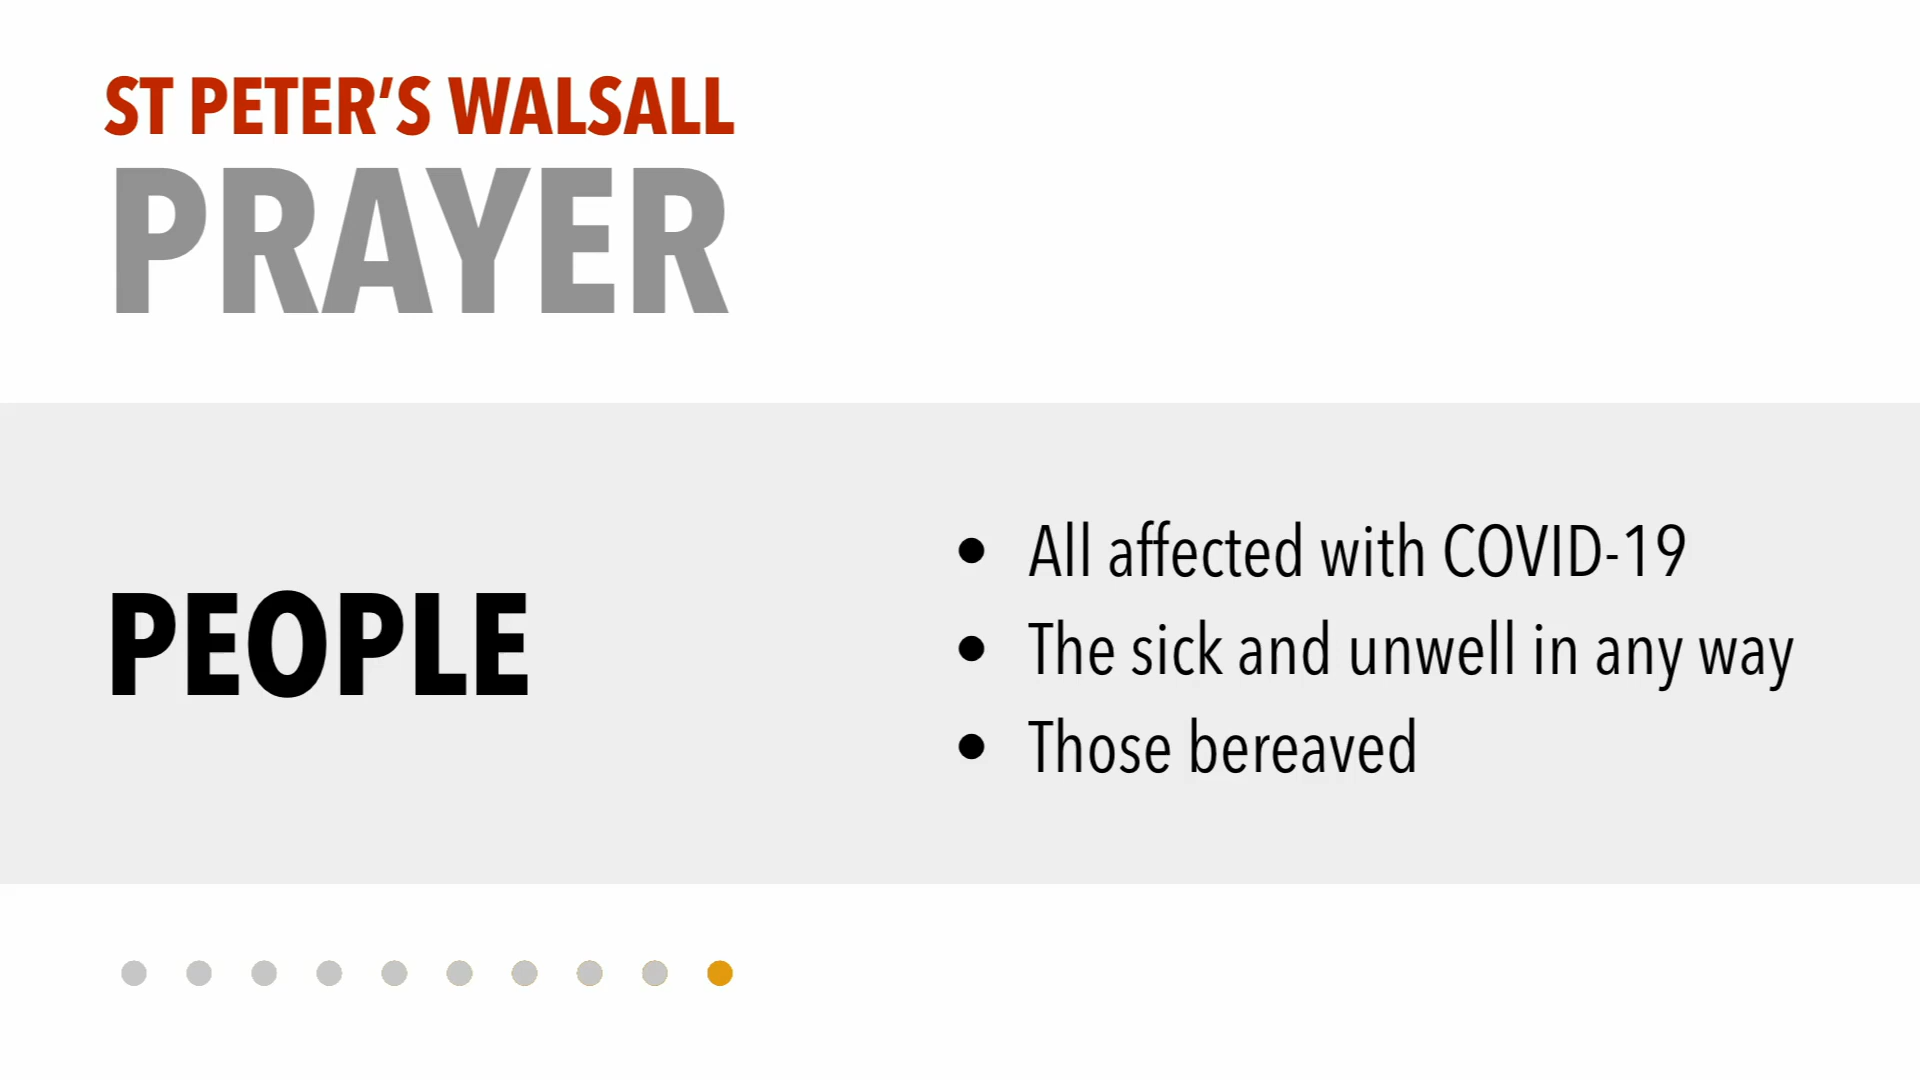 ST PETER’S WALSALL
PRAYER
PEOPLE
• All affected with COVID-19
• The sick and unwell in any way
• Those bereaved